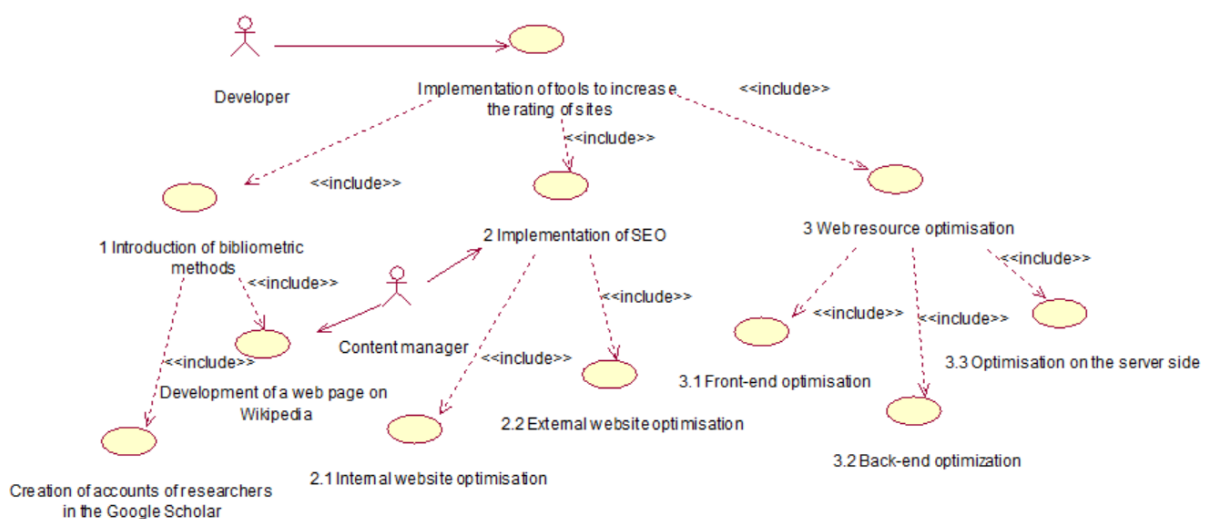 Developer
Implementation of tools to increase
the rating of sites
<<include>>
<<include>>
<<include>>
1 Introduction of bibliometric
methods
2 Implementation of SEO
3 Web resource optimisation
<<include>>
<<include>>
<<include>>
<<include>>
<<include>>
Content manager
<<include>>
<<include>>
3.3 Optimisation on the server side
3.1 Front-end optimisation
Development of a web page on
Wikipedia
2.2 External website optimisation
3.2 Back-end optimization
2.1 Internal website optimisation
Creation of accounts of researchers
in the Google Scholar